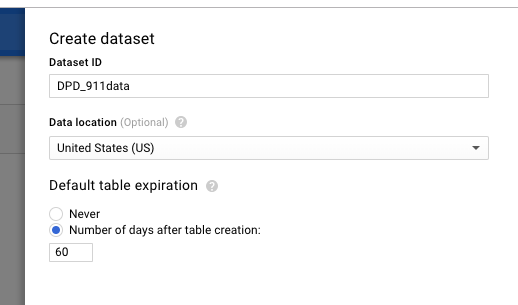 Create dataset
Dataset ID
DPD_911data
Data location (Optional) ?
United States (US)
Default table expiration ?
Never
Number of days after table creation:
60